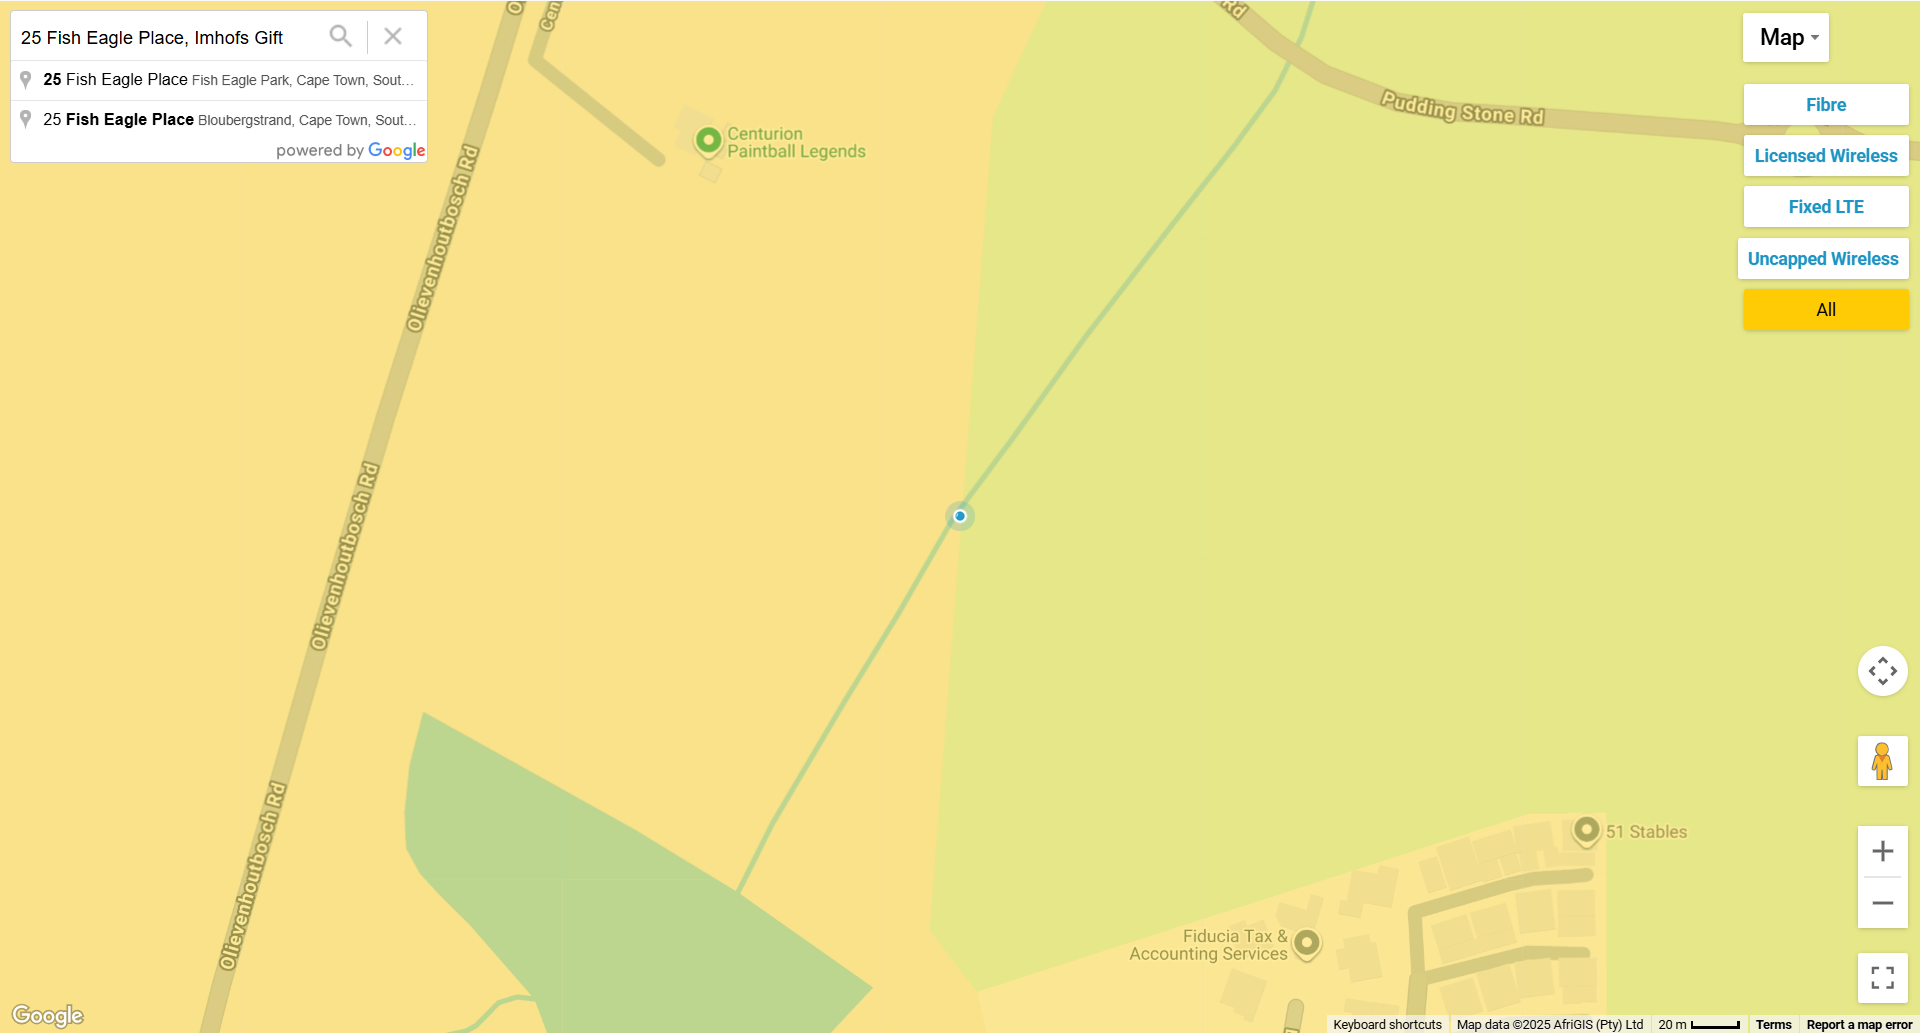 25 Fish Eagle Place, Imhofs Gift
25 Fish Eagle Place Fish Eagle Park, Cape Town, Sout...
25 Fish Eagle Place Bloubergstrand, Cape Town, Sout...
powered by Google
O
Cen
Rd
Pudding Stone Rd
Map
Fibre
Licensed Wireless
Fixed LTE
Uncapped Wireless
All
Centurion
Paintball Legends
Olievenhoutbosch Rd
Olievenhoutbosch Rd
Olievenhoutbosch Rd
51 Stables
Fiducia Tax &
Accounting Services
Google
Keyboard shortcuts
Map data ©2025 AfriGIS (Pty) Ltd
20 m
Terms
Report a map error